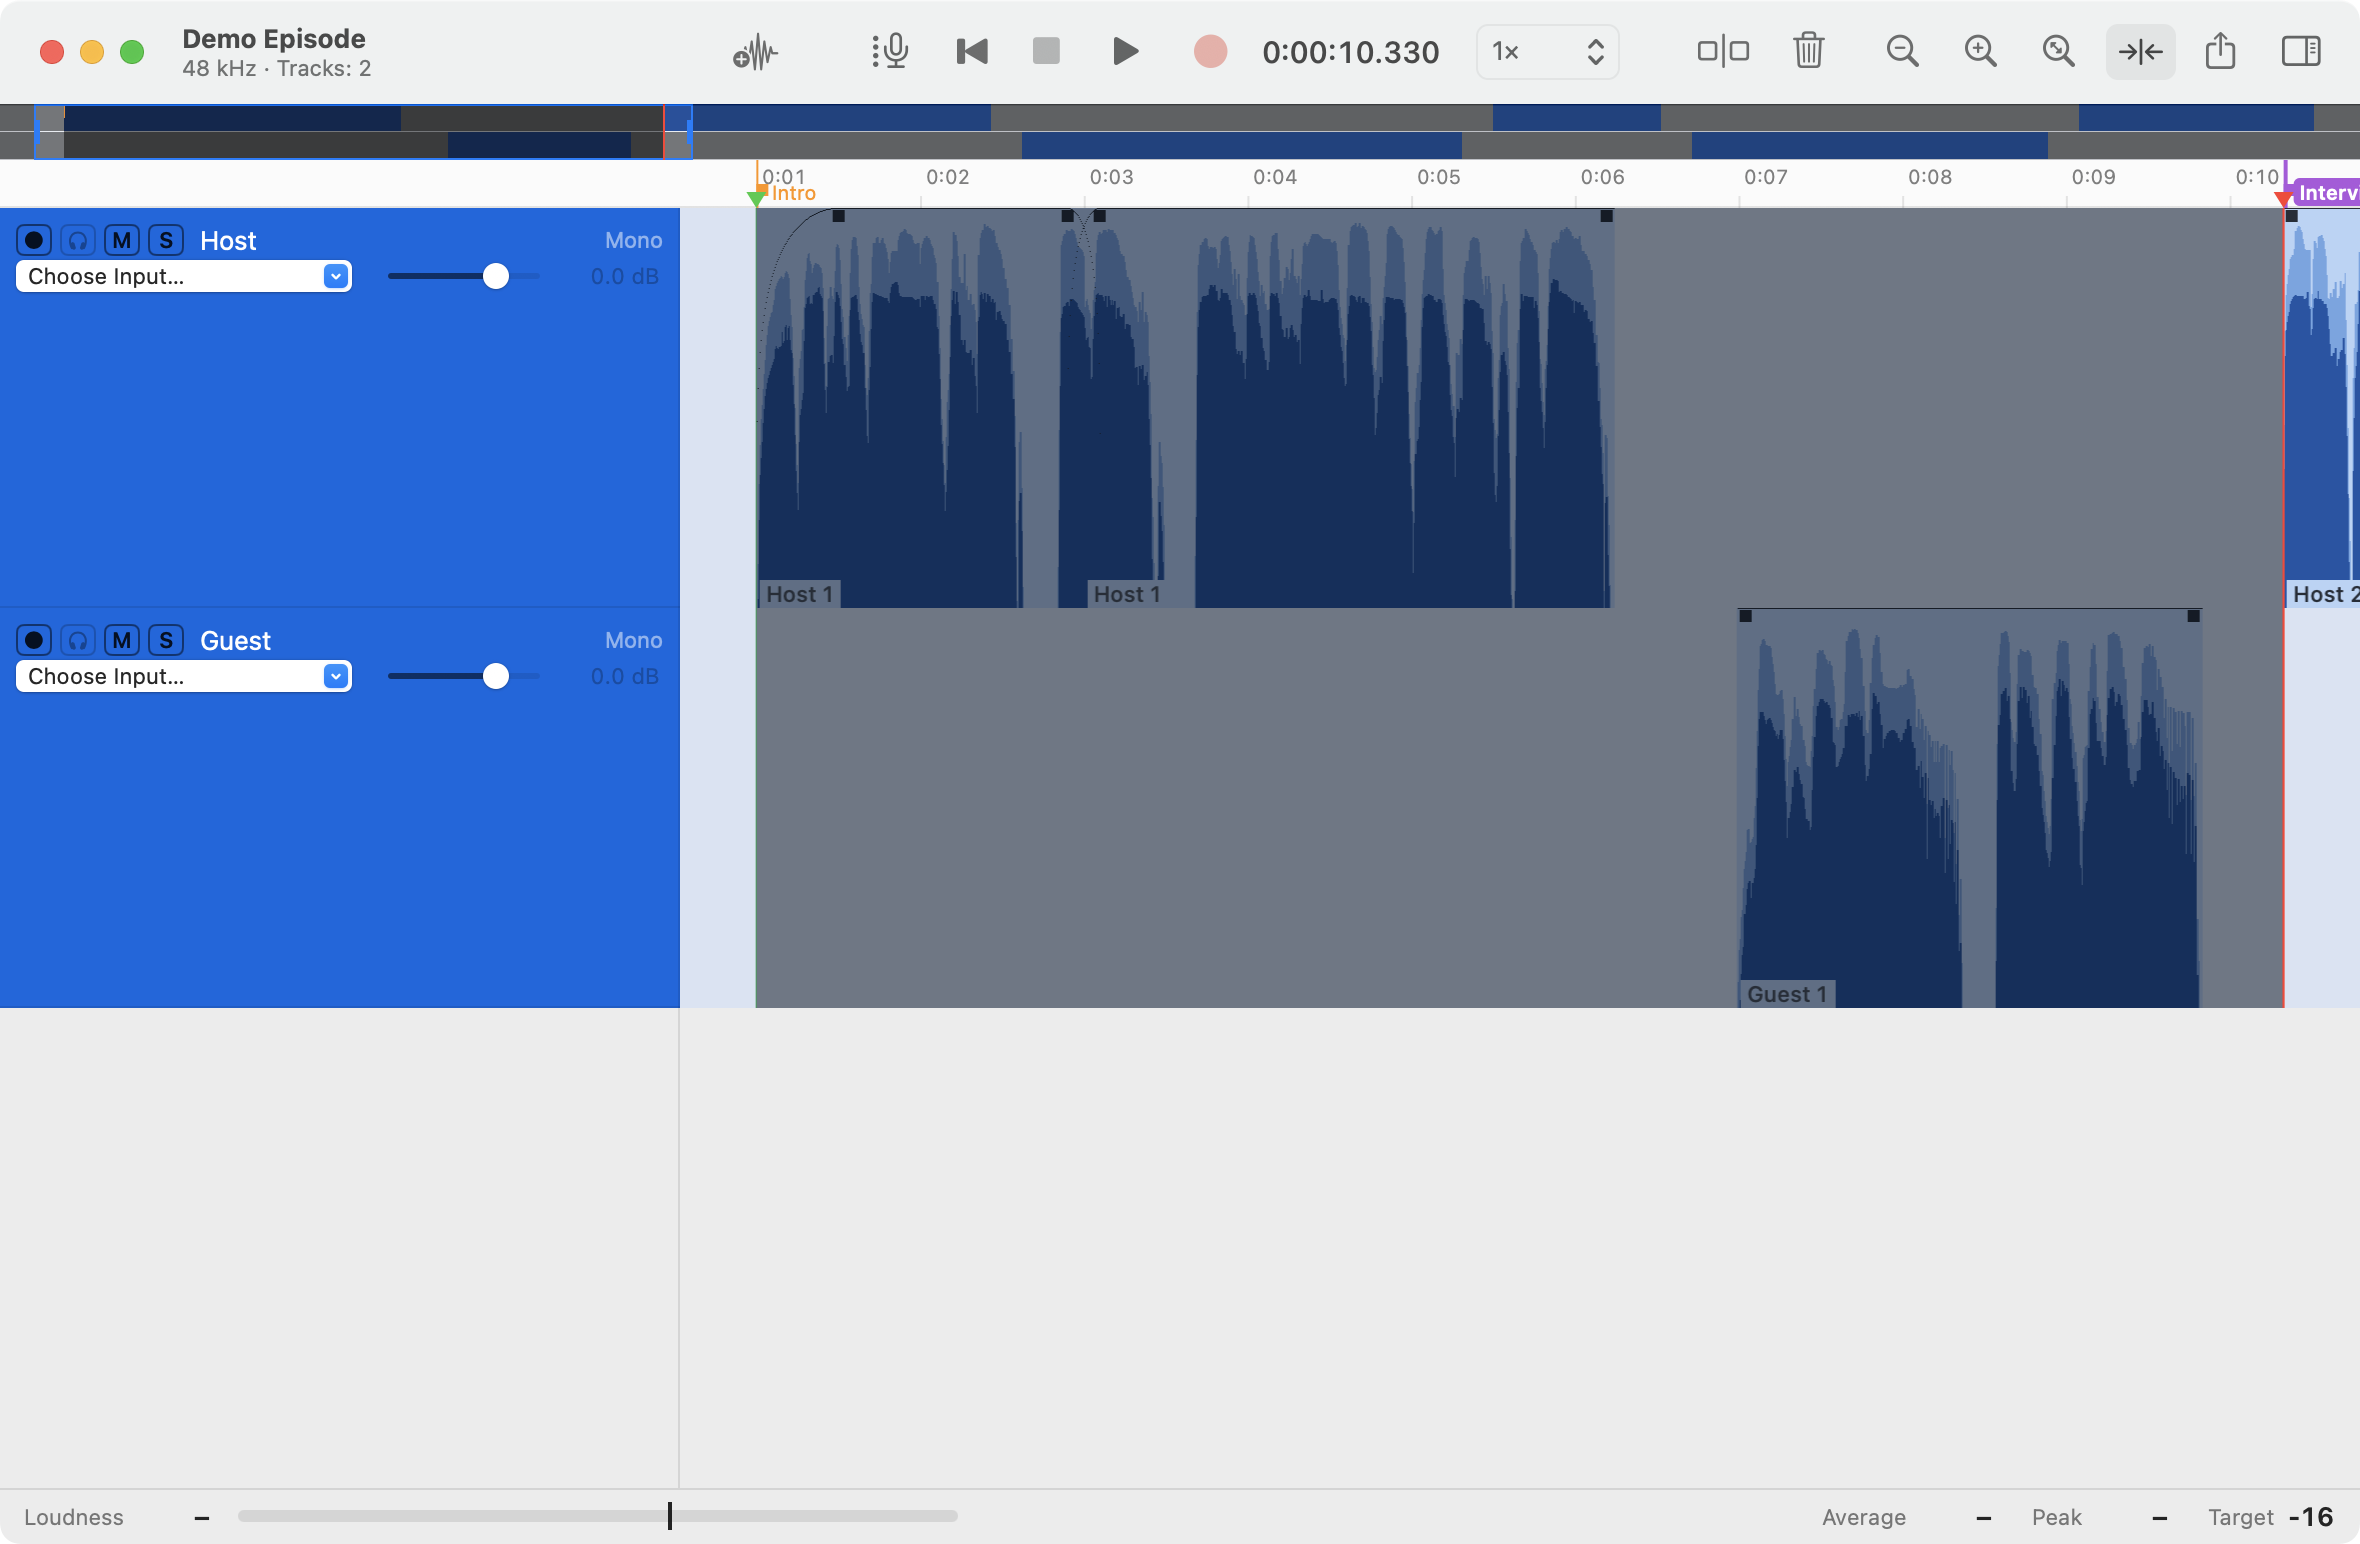 Demo Episode
48 kHz · Tracks: 2
0:00:10.330
1×
0:01 0:02 0:03 0:04 0:05 0:06 0:07 0:08 0:09 0:10
Intro
Intervi
M S Host Mono
Choose Input... 0.0 dB
Host 1
Host 1
Host 2
M S Guest Mono
Choose Input... 0.0 dB
Guest 1
Loudness – Average – Peak – Target -16